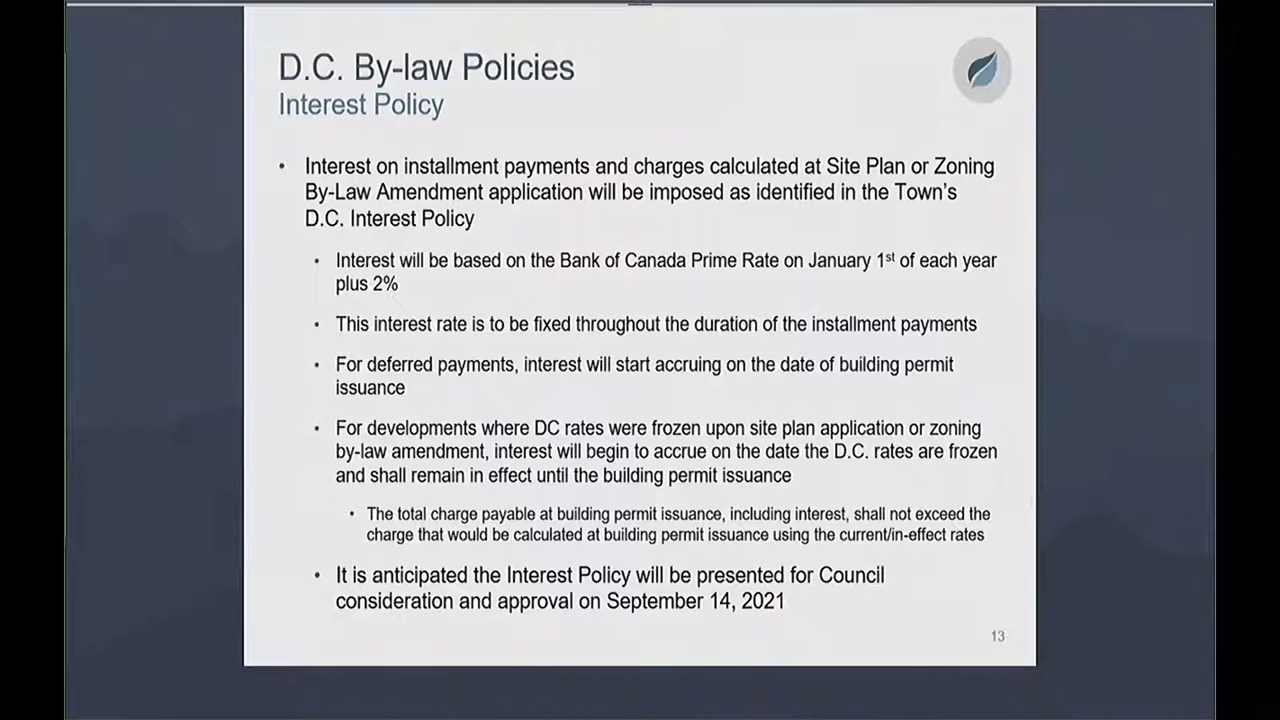 D.C. By-law Policies
Interest Policy
• Interest on installment payments and charges calculated at Site Plan or Zoning
By-Law Amendment application will be imposed as identified in the Town's
D.C. Interest Policy
• Interest will be based on the Bank of Canada Prime Rate on January 1st of each year
plus 2%
• This interest rate is to be fixed throughout the duration of the installment payments
• For deferred payments, interest will start accruing on the date of building permit
issuance
• For developments where DC rates were frozen upon site plan application or zoning
by-law amendment, interest will begin to accrue on the date the D.C. rates are frozen
and shall remain in effect until the building permit issuance
• The total charge payable at building permit issuance, including interest, shall not exceed the
charge that would be calculated at building permit issuance using the current/in-effect rates
• It is anticipated the Interest Policy will be presented for Council
consideration and approval on September 14, 2021
13